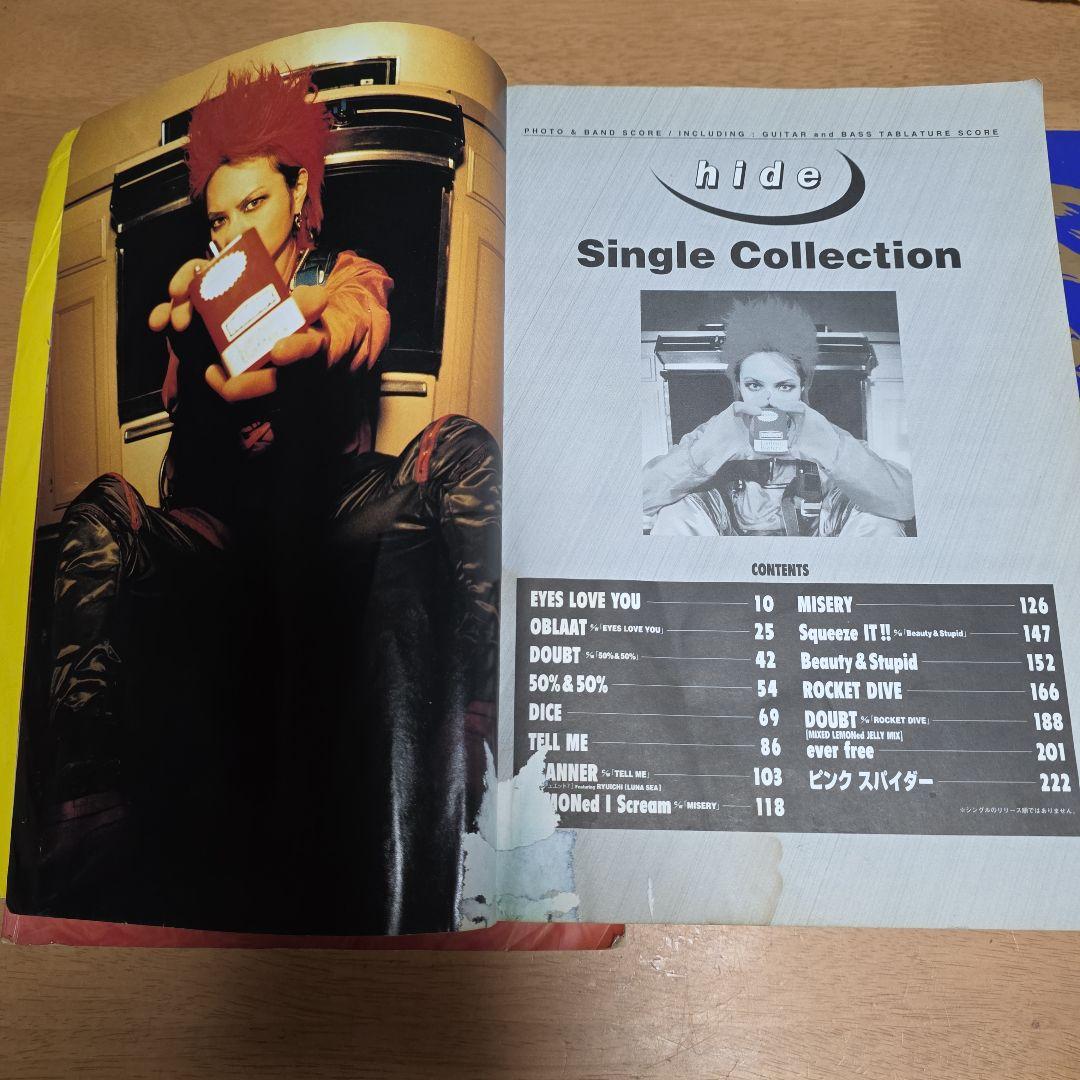 PHOTO & BAND SCORE / INCLUDING : GUITAR and BASS TABLATURE SCORE
hide
Single Collection
CONTENTS
EYES LOVE YOU 10
OBLAAT c/w「EYES LOVE YOU」 25
DOUBT c/w「50%&50%」 42
50%&50% 54
DICE 69
TELL ME 86
ANNER c/w「TELL ME」 103
Featuring RYUICHI [LUNA SEA]
MONed I Scream c/w「MISERY」 118
MISERY 126
Squeeze IT!! c/w「Beauty & Stupid」 147
Beauty & Stupid 152
ROCKET DIVE 166
DOUBT c/w「ROCKET DIVE」 188
[MIXED LEMONed JELLY MIX]
ever free 201
ピンク スパイダー 222
※シングルのリリース順ではありません。